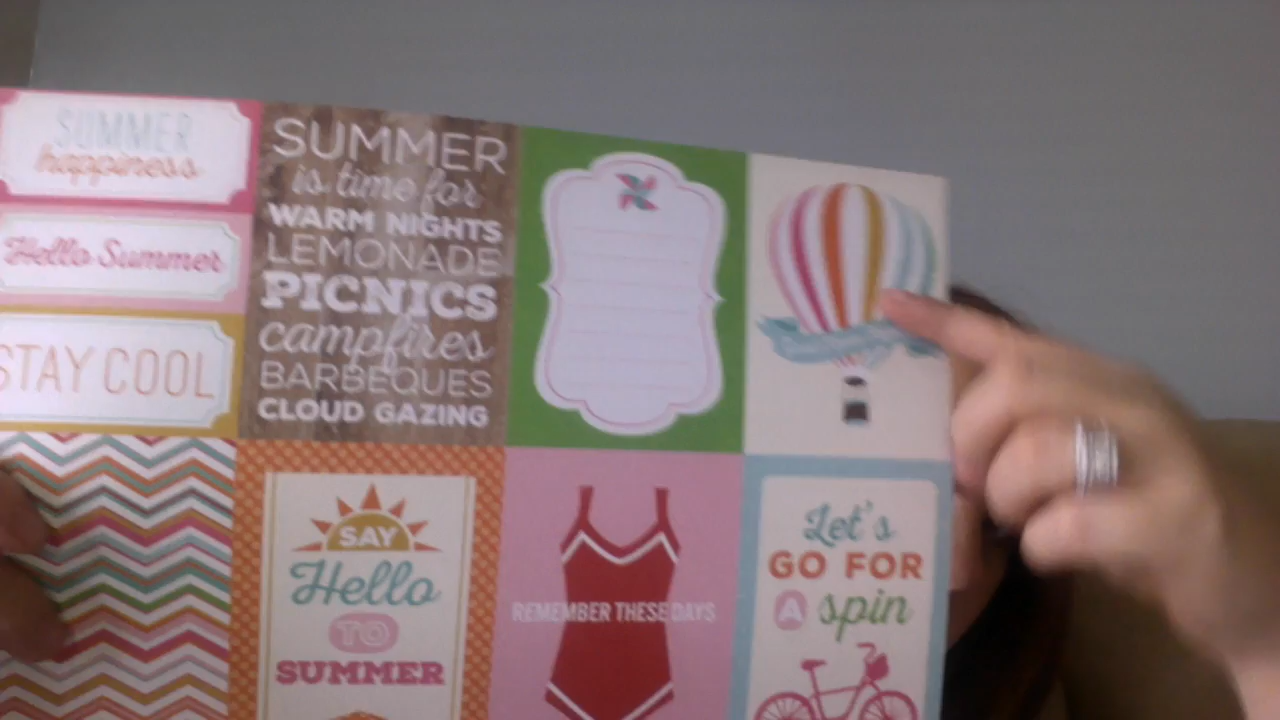 SUMMER
happiness
Hello Summer
STAY COOL
SUMMER
is time for
WARM NIGHTS
LEMONADE
PICNICS
campfires
BARBEQUES
CLOUD GAZING
SAY
Hello
TO
SUMMER
REMEMBER THESE DAYS
Let's
GO FOR
A spin